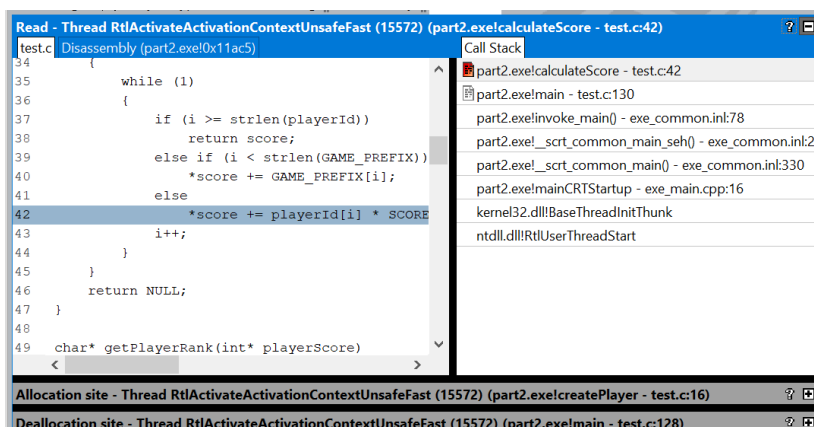 Read - Thread RtlActivateActivationContextUnsafeFast (15572) (part2.exe!calculateScore - test.c:42)
test.c Disassembly (part2.exe!0x11ac5)
34 {
35 while (1)
36 {
37 if (i >= strlen(playerId))
38 return score;
39 else if (i < strlen(GAME_PREFIX))
40 *score += GAME_PREFIX[i];
41 else
42 *score += playerId[i] * SCORE
43 i++;
44 }
45 }
46 return NULL;
47 }
48
49 char* getPlayerRank(int* playerScore)
Call Stack
part2.exe!calculateScore - test.c:42
part2.exe!main - test.c:130
part2.exe!invoke_main() - exe_common.inl:78
part2.exe!__scrt_common_main_seh() - exe_common.inl:2
part2.exe!__scrt_common_main() - exe_common.inl:330
part2.exe!mainCRTStartup - exe_main.cpp:16
kernel32.dll!BaseThreadInitThunk
ntdll.dll!RtlUserThreadStart
Allocation site - Thread RtlActivateActivationContextUnsafeFast (15572) (part2.exe!createPlayer - test.c:16)
Deallocation site - Thread RtlActivateActivationContextUnsafeFast (15572) (part2.exe!main - test.c:128)